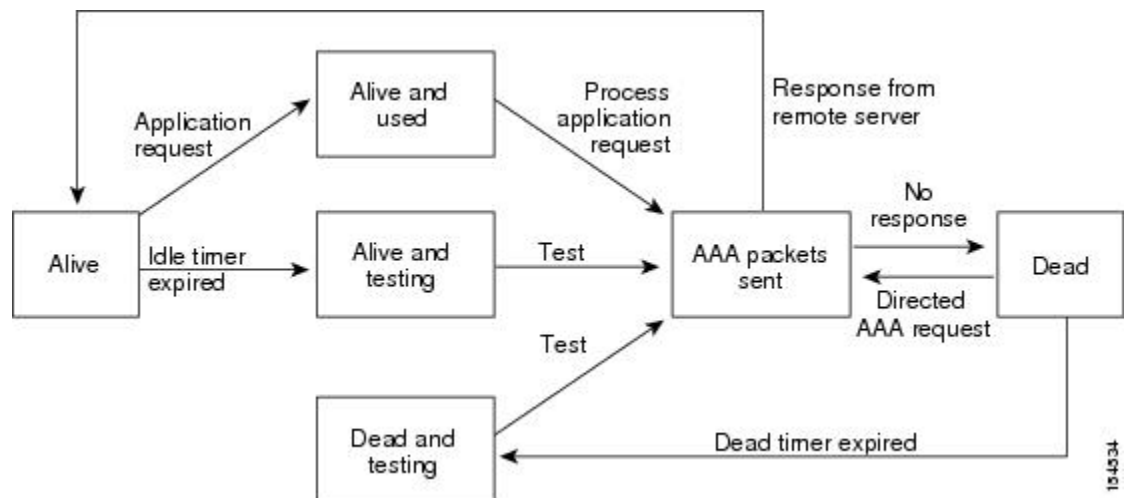 Alive and
used
Application
request
Process
application
request
Response from
remote server
Alive
Idle timer
expired
Alive and
testing
Test
AAA packets
sent
No
response
Dead
Directed
AAA request
Test
Dead and
testing
Dead timer expired
154534